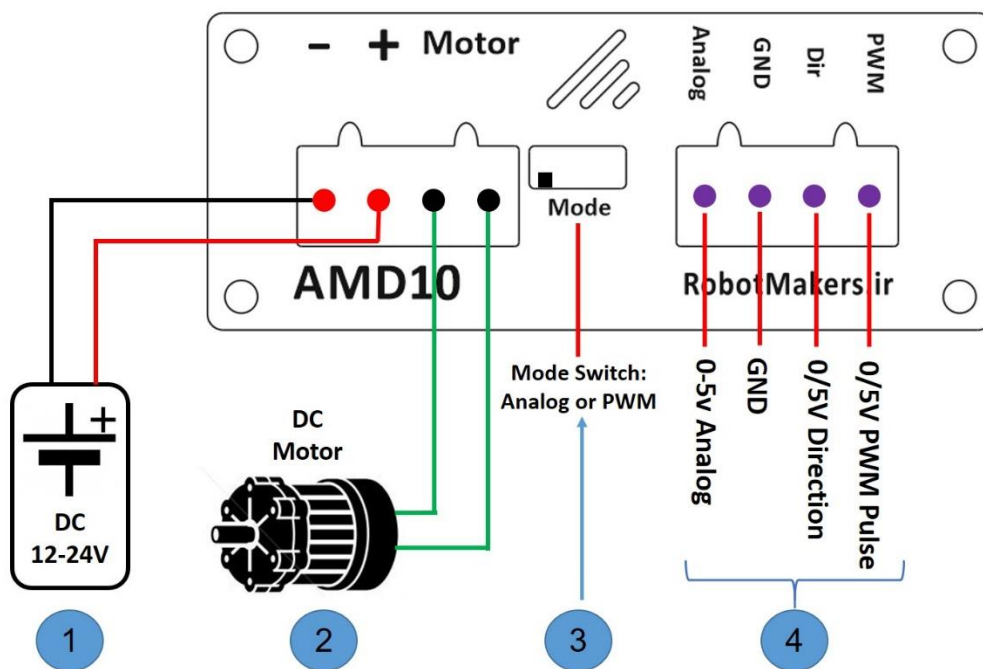 - + Motor
Analog
GND
Dir
PWM
Mode
AMD10
RobotMakers.ir
+
DC
12-24V
DC
Motor
Mode Switch:
Analog or PWM
0-5v Analog
GND
0/5V Direction
0/5V PWM Pulse
1
2
3
4